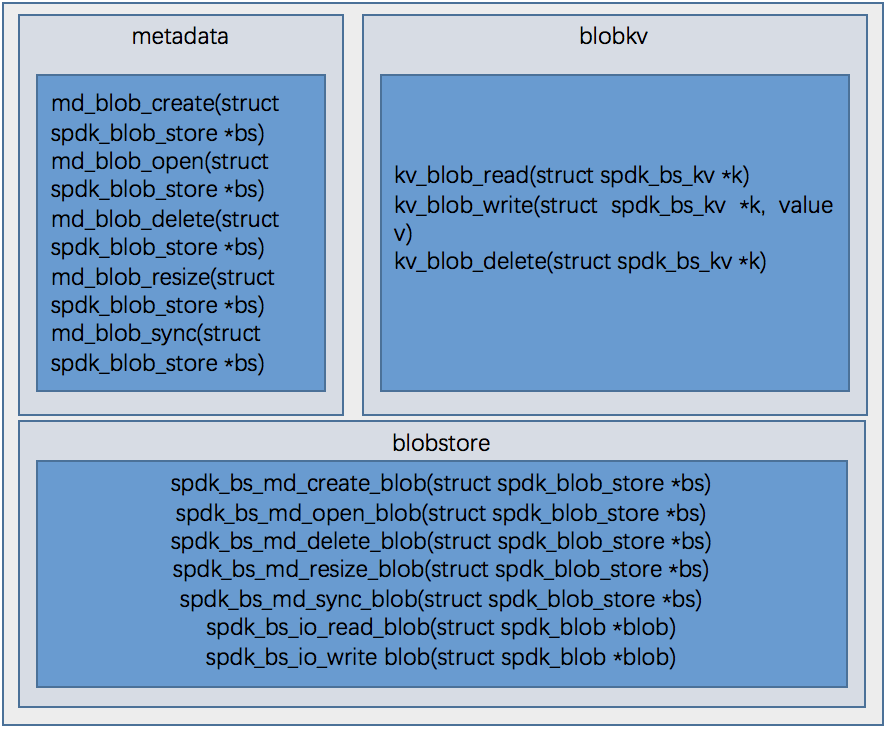 metadata
md_blob_create(struct
spdk_blob_store *bs)
md_blob_open(struct
spdk_blob_store *bs)
md_blob_delete(struct
spdk_blob_store *bs)
md_blob_resize(struct
spdk_blob_store *bs)
md_blob_sync(struct
spdk_blob_store *bs)
blobkv
kv_blob_read(struct spdk_bs_kv *k)
kv_blob_write(struct spdk_bs_kv *k, value
v)
kv_blob_delete(struct spdk_bs_kv *k)
blobstore
spdk_bs_md_create_blob(struct spdk_blob_store *bs)
spdk_bs_md_open_blob(struct spdk_blob_store *bs)
spdk_bs_md_delete_blob(struct spdk_blob_store *bs)
spdk_bs_md_resize_blob(struct spdk_blob_store *bs)
spdk_bs_md_sync_blob(struct spdk_blob_store *bs)
spdk_bs_io_read_blob(struct spdk_blob *blob)
spdk_bs_io_write blob(struct spdk_blob *blob)